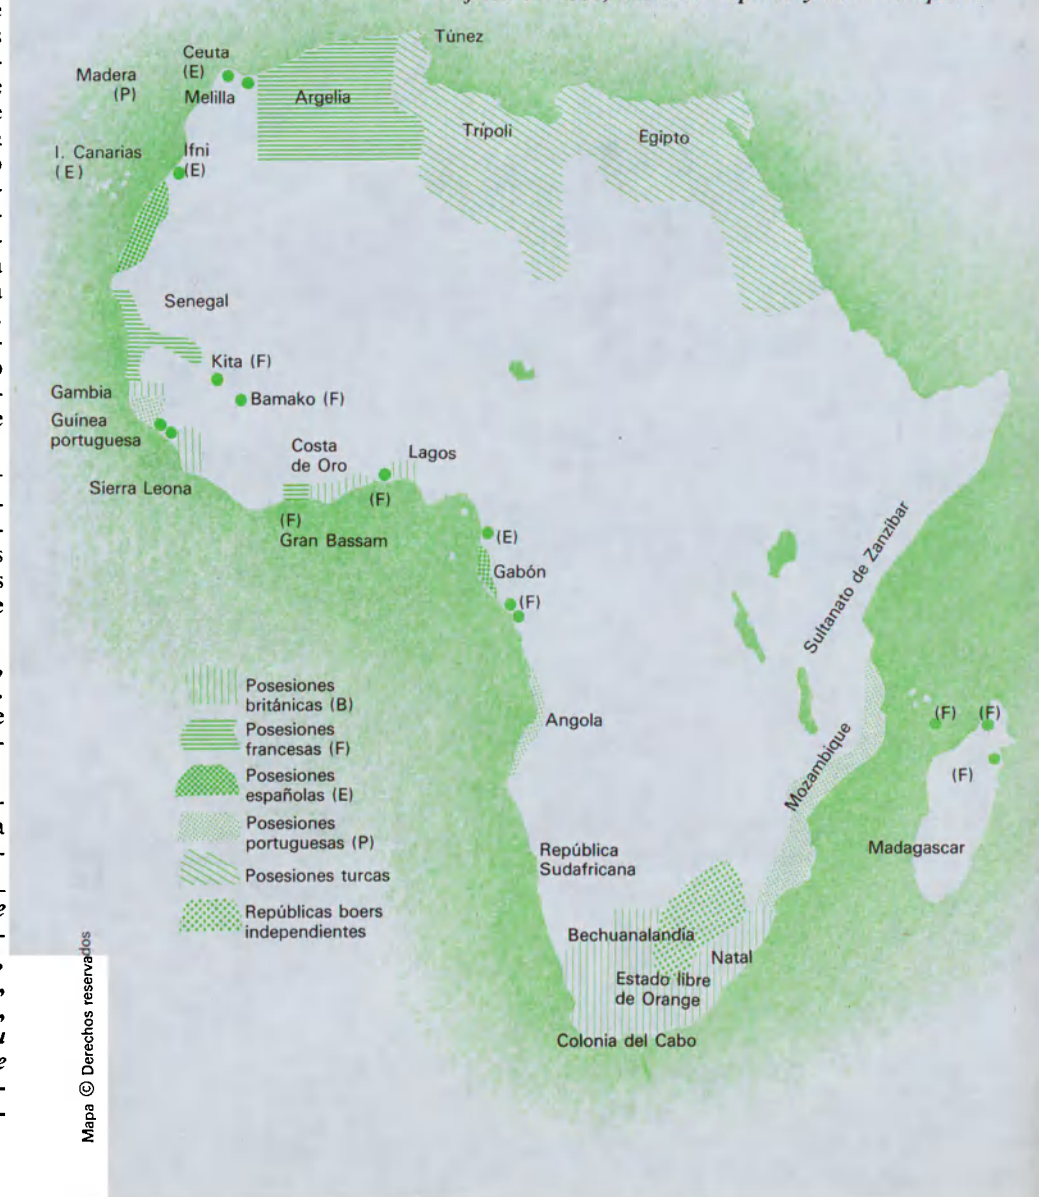 Túnez
Ceuta
(E)
Madera
(P)
Melilla
Argelia
Trípoli
Egipto
I. Canarias
(E)
Ifni
(E)
Senegal
Kita (F)
Bamako (F)
Gambia
Guinea
portuguesa
Sierra Leona
Costa
de Oro
Lagos
(F)
(F)
Gran Bassam
(E)
Gabón
(F)
Sultanato de Zanzibar
Posesiones
británicas (B)
Posesiones
francesas (F)
Posesiones
españolas (E)
Posesiones
portuguesas (P)
Posesiones turcas
Repúblicas boers
independientes
Angola
Mozambique
(F)
(F)
(F)
Madagascar
República
Sudafricana
Bechuanalandia
Natal
Estado libre
de Orange
Colonia del Cabo
Mapa © Derechos reservados